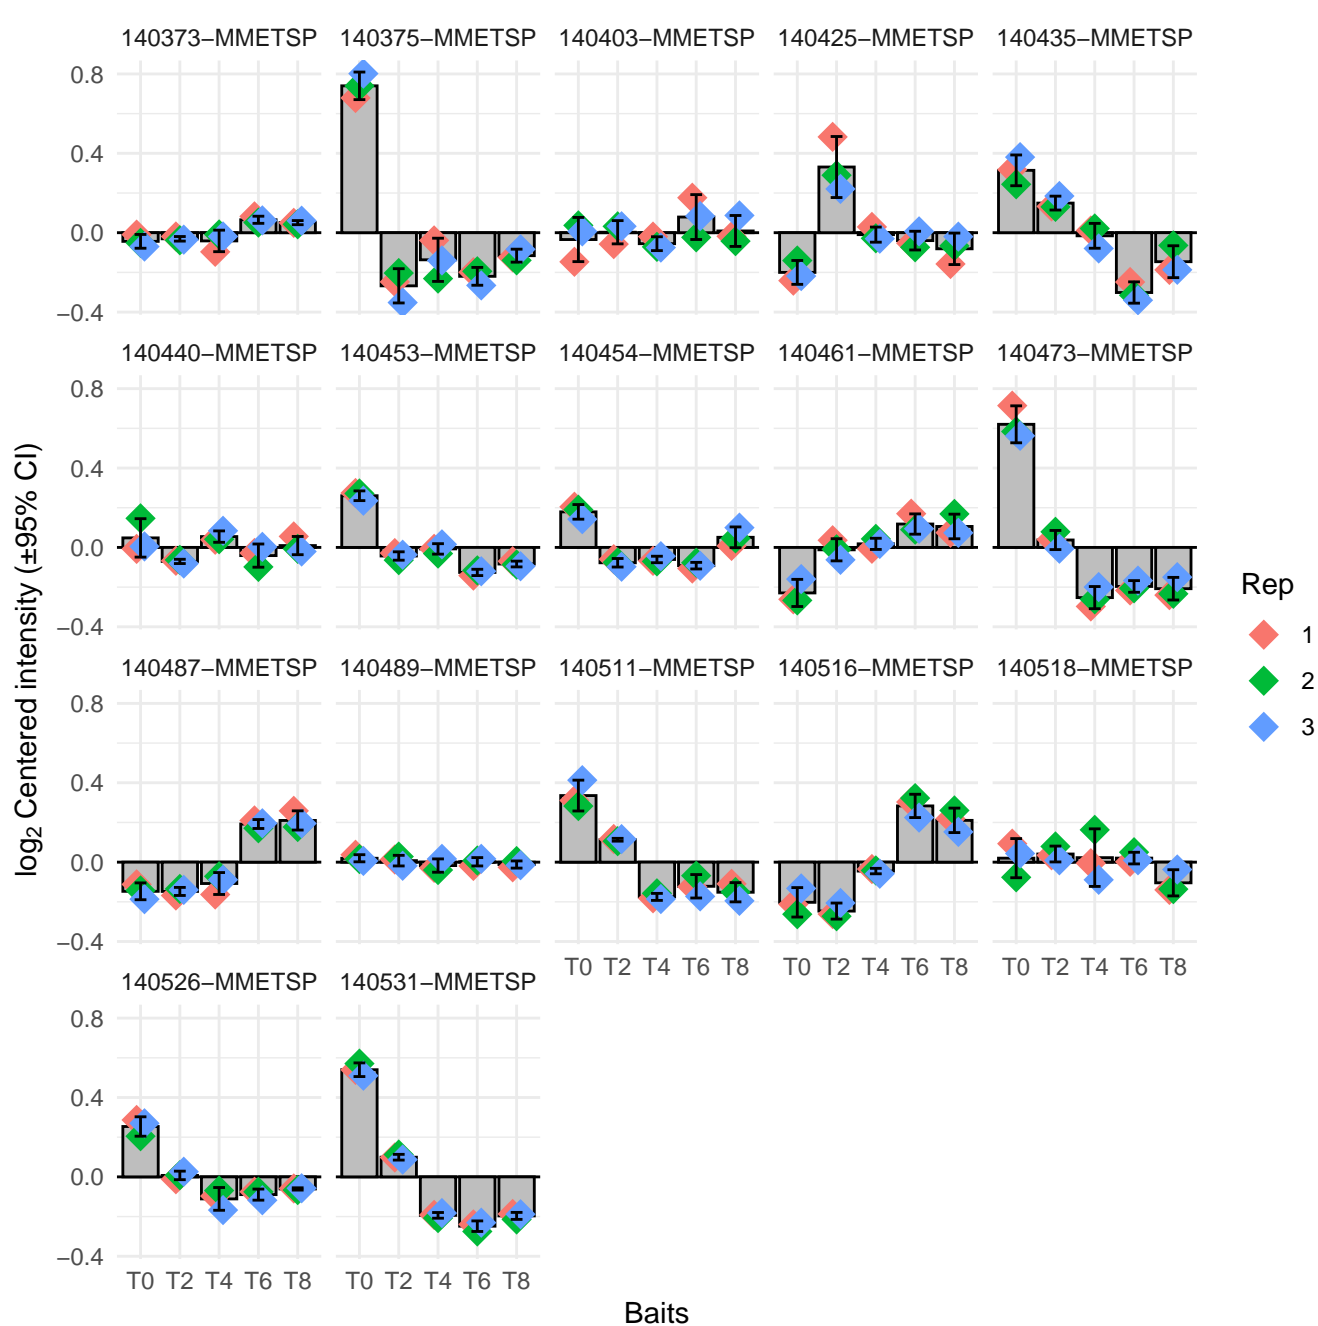 140373−MMETSP 140375−MMETSP 140403−MMETSP 140425−MMETSP 140435−MMETSP
0.8
0.4
0.0
−0.4
140440−MMETSP 140453−MMETSP 140454−MMETSP 140461−MMETSP 140473−MMETSP
0.8
0.4
0.0
−0.4
140487−MMETSP 140489−MMETSP 140511−MMETSP 140516−MMETSP 140518−MMETSP
0.8
0.4
0.0
−0.4
T0 T2 T4 T6 T8 T0 T2 T4 T6 T8 T0 T2 T4 T6 T8
140526−MMETSP 140531−MMETSP
0.8
0.4
0.0
−0.4
T0 T2 T4 T6 T8 T0 T2 T4 T6 T8
Baits
log₂ Centered intensity (±95% CI)
Rep
1
2
3